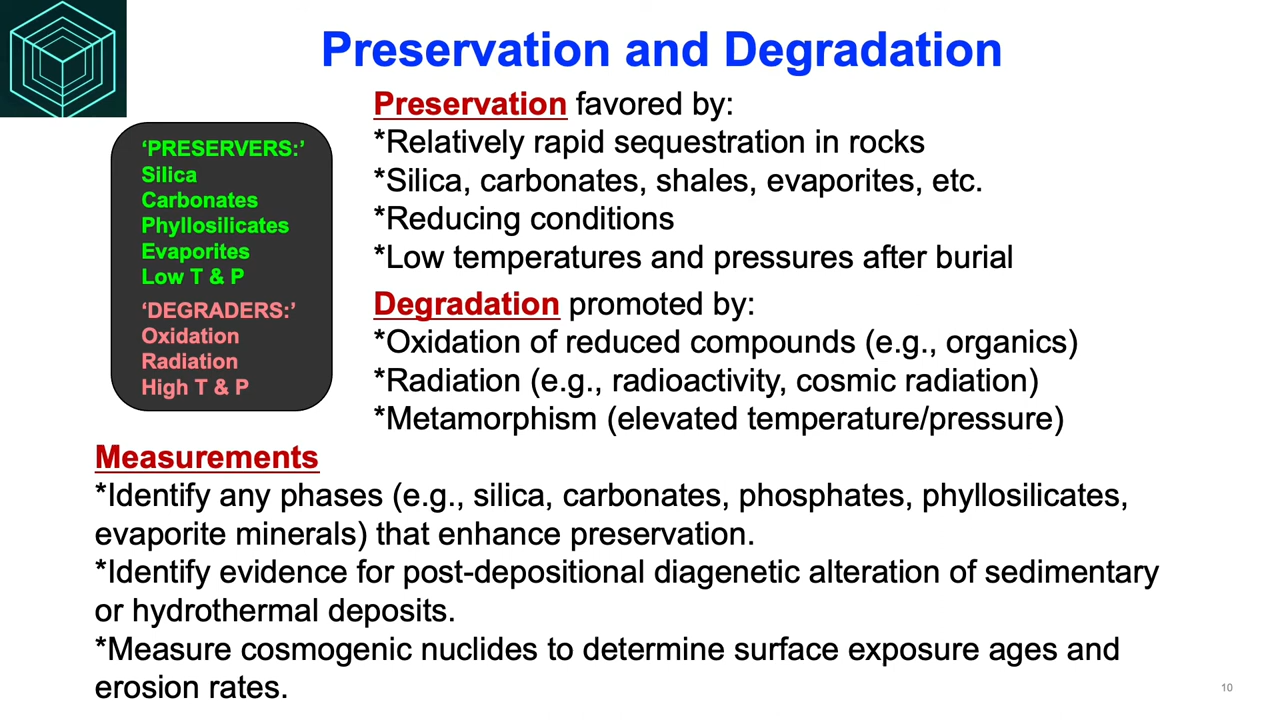 Preservation and Degradation
‘PRESERVERS:’
Silica
Carbonates
Phyllosilicates
Evaporites
Low T & P
‘DEGRADERS:’
Oxidation
Radiation
High T & P
Preservation favored by:
*Relatively rapid sequestration in rocks
*Silica, carbonates, shales, evaporites, etc.
*Reducing conditions
*Low temperatures and pressures after burial
Degradation promoted by:
*Oxidation of reduced compounds (e.g., organics)
*Radiation (e.g., radioactivity, cosmic radiation)
*Metamorphism (elevated temperature/pressure)
Measurements
*Identify any phases (e.g., silica, carbonates, phosphates, phyllosilicates,
evaporite minerals) that enhance preservation.
*Identify evidence for post-depositional diagenetic alteration of sedimentary
or hydrothermal deposits.
*Measure cosmogenic nuclides to determine surface exposure ages and
erosion rates.
10